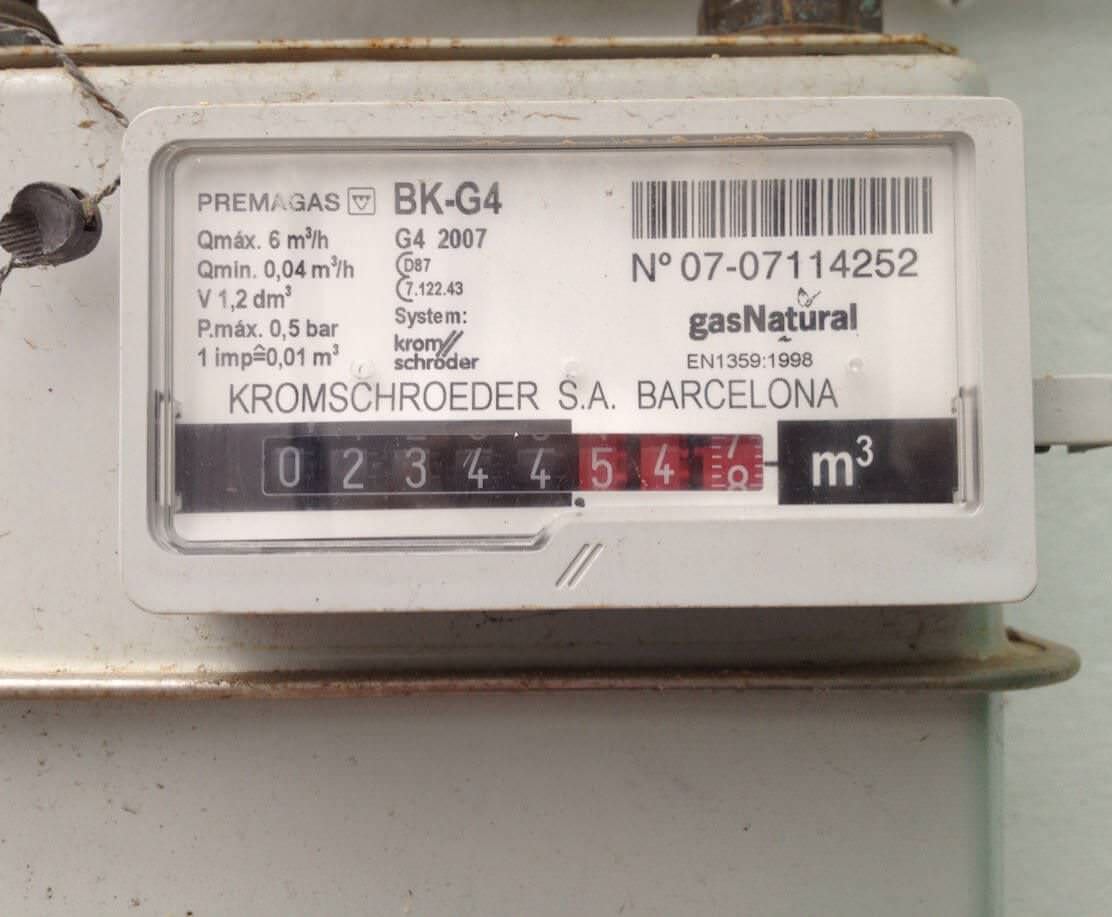 PREMAGAS BK-G4
Qmáx. 6 m³/h
Qmin. 0,04 m³/h
V 1,2 dm³
P.máx. 0,5 bar
1 imp≙0,01 m³
G4 2007
D87
7.122.43
System:
krom//
schröder
Nº 07-07114252
gasNatural
EN1359:1998
KROMSCHROEDER S.A. BARCELONA
0 2 3 4 4 5 4 7 m³
8